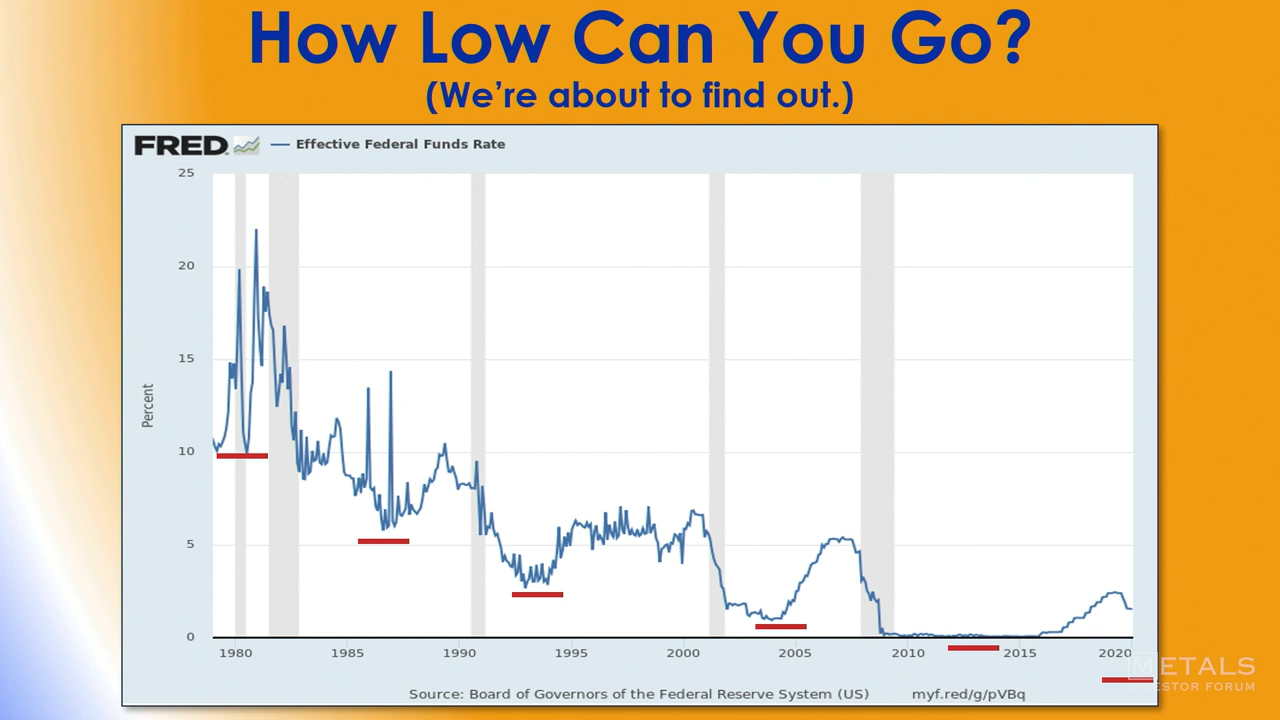 How Low Can You Go?
(We're about to find out.)
FRED
Effective Federal Funds Rate
25
20
15
10
5
0
Percent
1980 1985 1990 1995 2000 2005 2010 2015 2020
METALS
INVESTOR FORUM
Source: Board of Governors of the Federal Reserve System (US) myf.red/g/pVBq